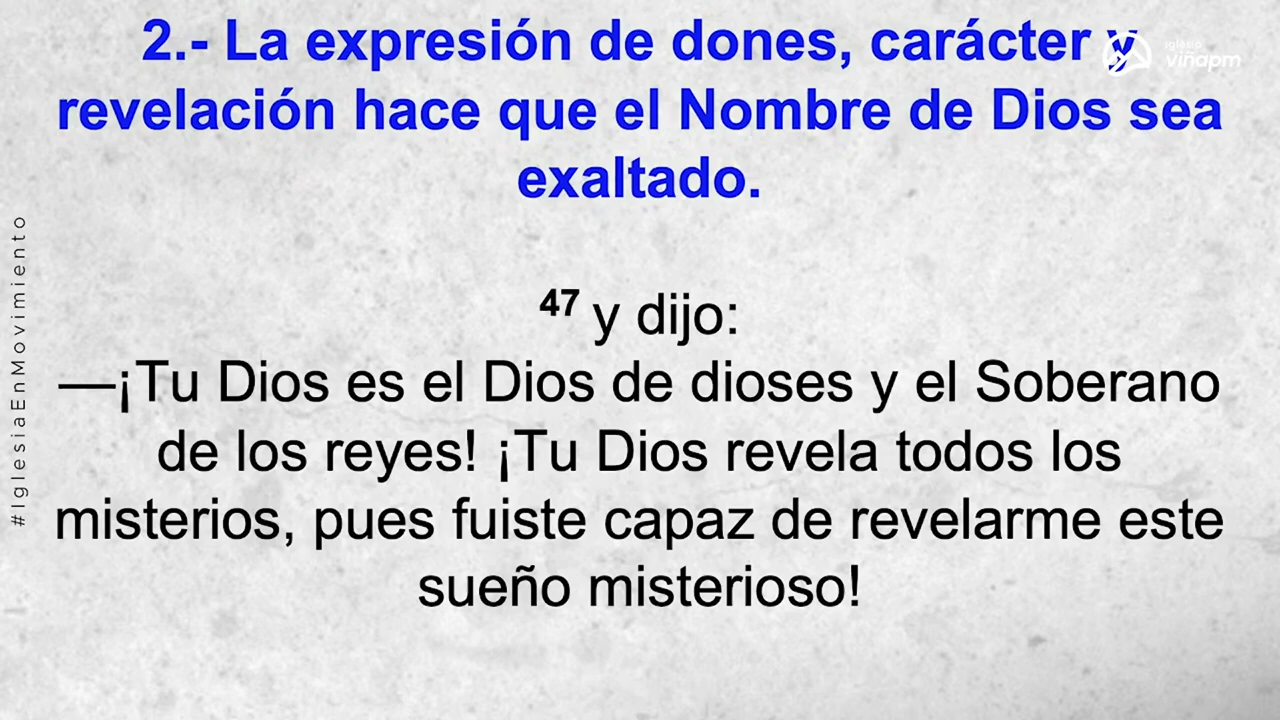 2.- La expresión de dones, carácter y
revelación hace que el Nombre de Dios sea
exaltado.
47 y dijo:
—¡Tu Dios es el Dios de dioses y el Soberano
de los reyes! ¡Tu Dios revela todos los
misterios, pues fuiste capaz de revelarme este
sueño misterioso!
#IglesiaEnMovimiento
iglesia
viñapm